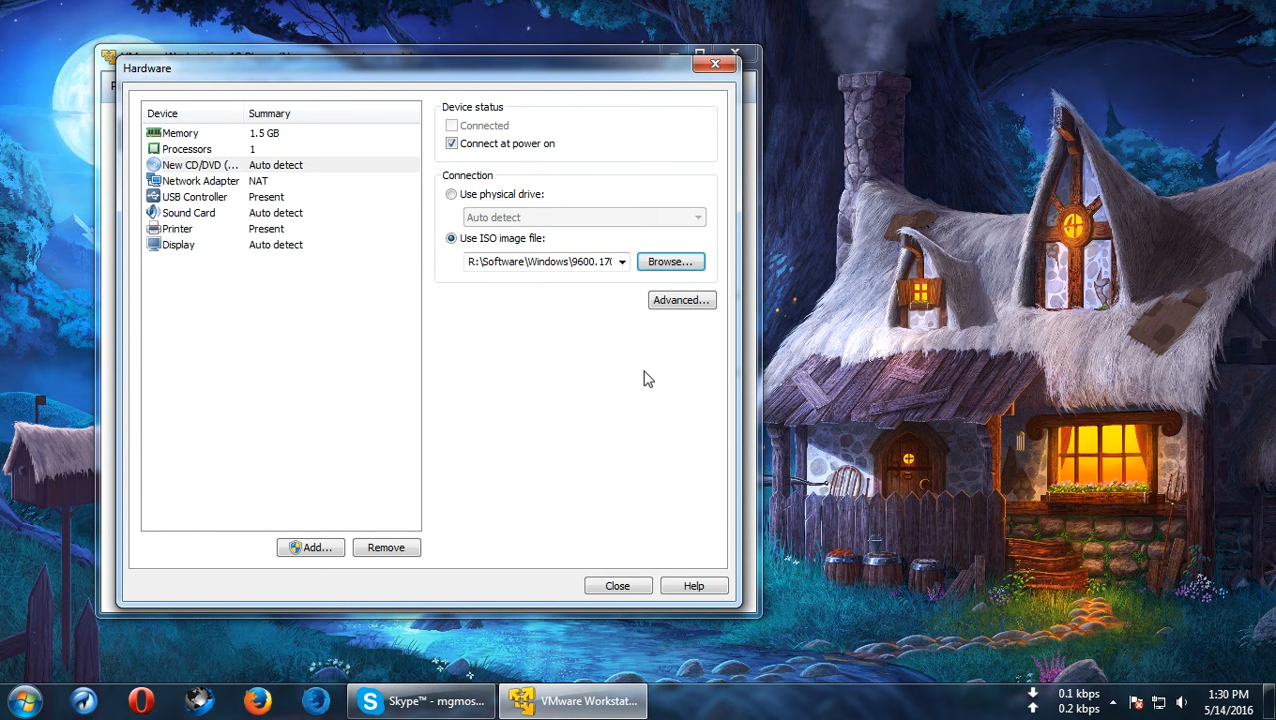 Hardware
Device Summary
Memory 1.5 GB
Processors 1
New CD/DVD (... Auto detect
Network Adapter NAT
USB Controller Present
Sound Card Auto detect
Printer Present
Display Auto detect
Add...
Remove
Device status
Connected
Connect at power on
Connection
Use physical drive:
Auto detect
Use ISO image file:
R:\Software\Windows\9600.170
Browse...
Advanced...
Close
Help
Skype™ - mgmos...
VMware Workstat...
0.1 kbps
0.2 kbps
1:30 PM
5/14/2016